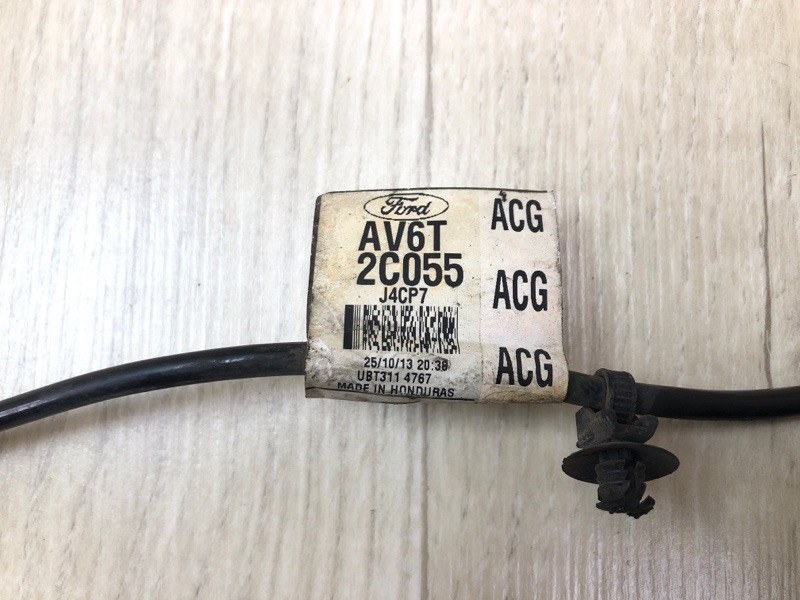 Ford
AV6T
2C055
J4CP7
25/10/13 20:38
UBT311 4767
MADE IN HONDURAS
ACG
ACG
ACG